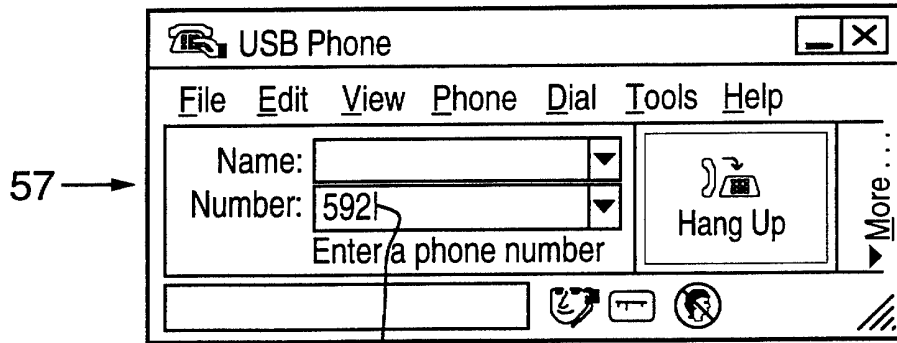 USB Phone
File Edit View Phone Dial Tools Help
Name:
57
Number: 592
Enter a phone number
Hang Up
More...